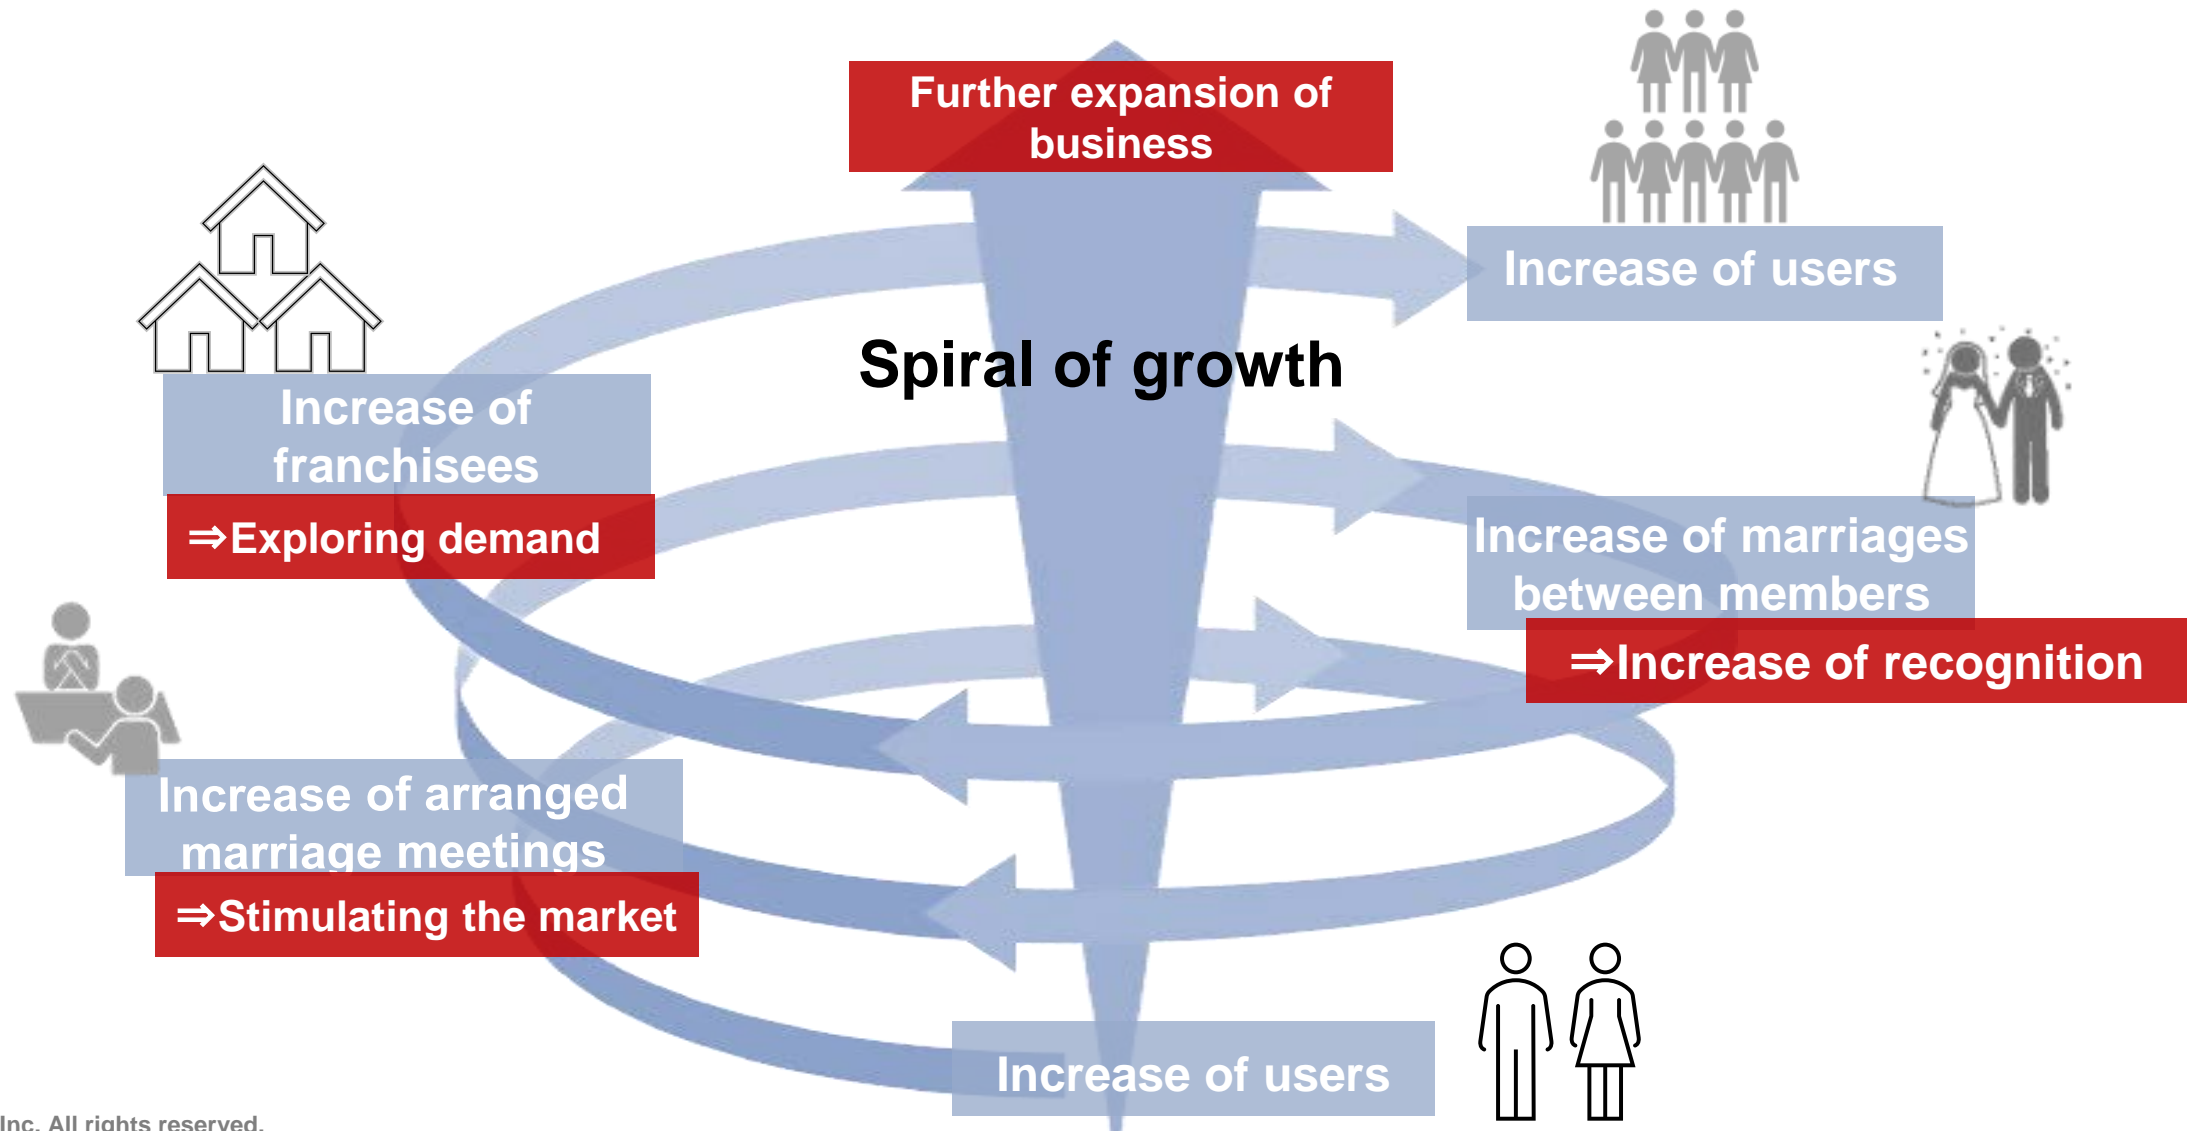 Further expansion of
business
Increase of users
Spiral of growth
Increase of
franchisees
⇒Exploring demand
Increase of marriages
between members
⇒Increase of recognition
Increase of arranged
marriage meetings
⇒Stimulating the market
Increase of users
Inc. All rights reserved.